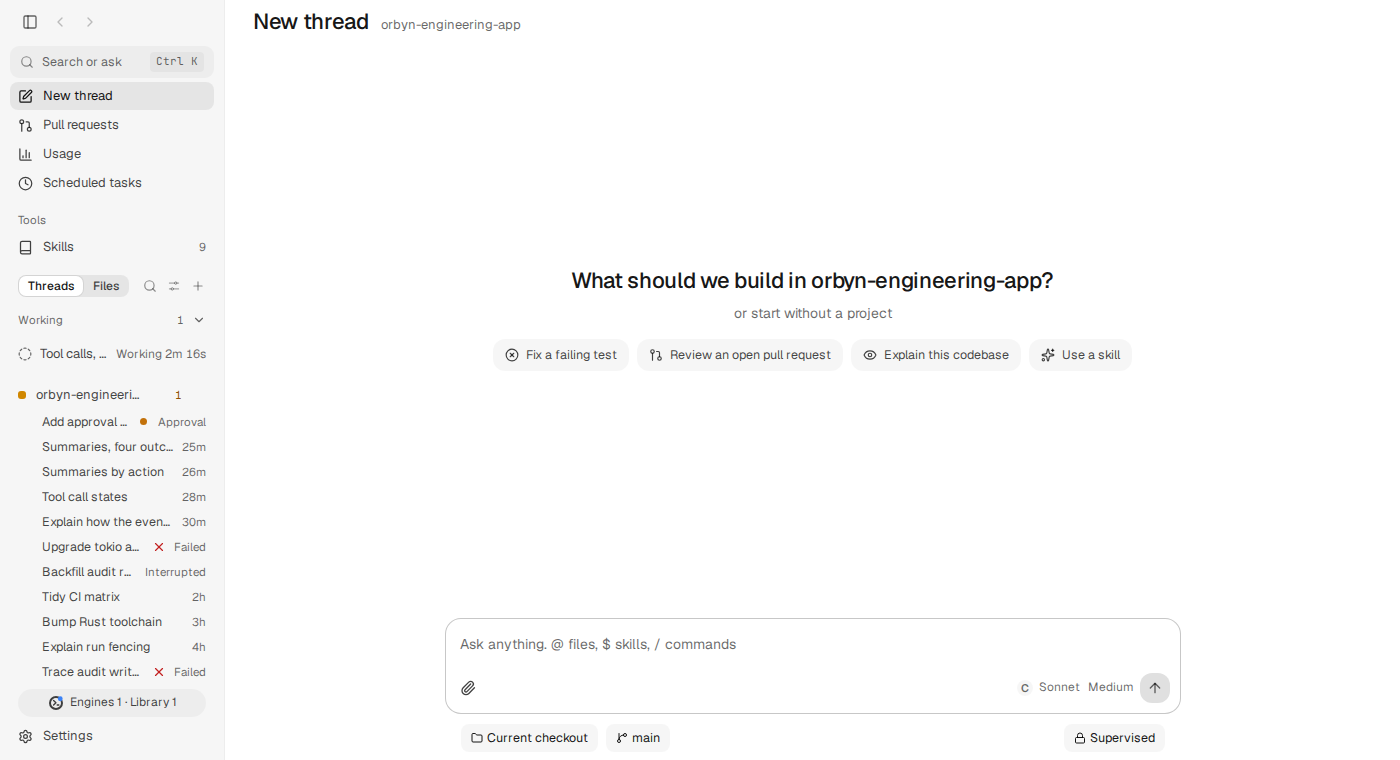 New thread orbyn-engineering-app
Search or ask Ctrl K
New thread
Pull requests
Usage
Scheduled tasks
Tools
Skills 9
Threads Files
Working 1
Tool calls, ... Working 2m 16s
orbyn-engineeri... 1
Add approval ... Approval
Summaries, four outc... 25m
Summaries by action 26m
Tool call states 28m
Explain how the even... 30m
Upgrade tokio a... Failed
Backfill audit r... Interrupted
Tidy CI matrix 2h
Bump Rust toolchain 3h
Explain run fencing 4h
Trace audit writ... Failed
Engines 1 · Library 1
Settings
What should we build in orbyn-engineering-app?
or start without a project
Fix a failing test Review an open pull request Explain this codebase Use a skill
Ask anything. @ files, $ skills, / commands
C Sonnet Medium
Current checkout main Supervised